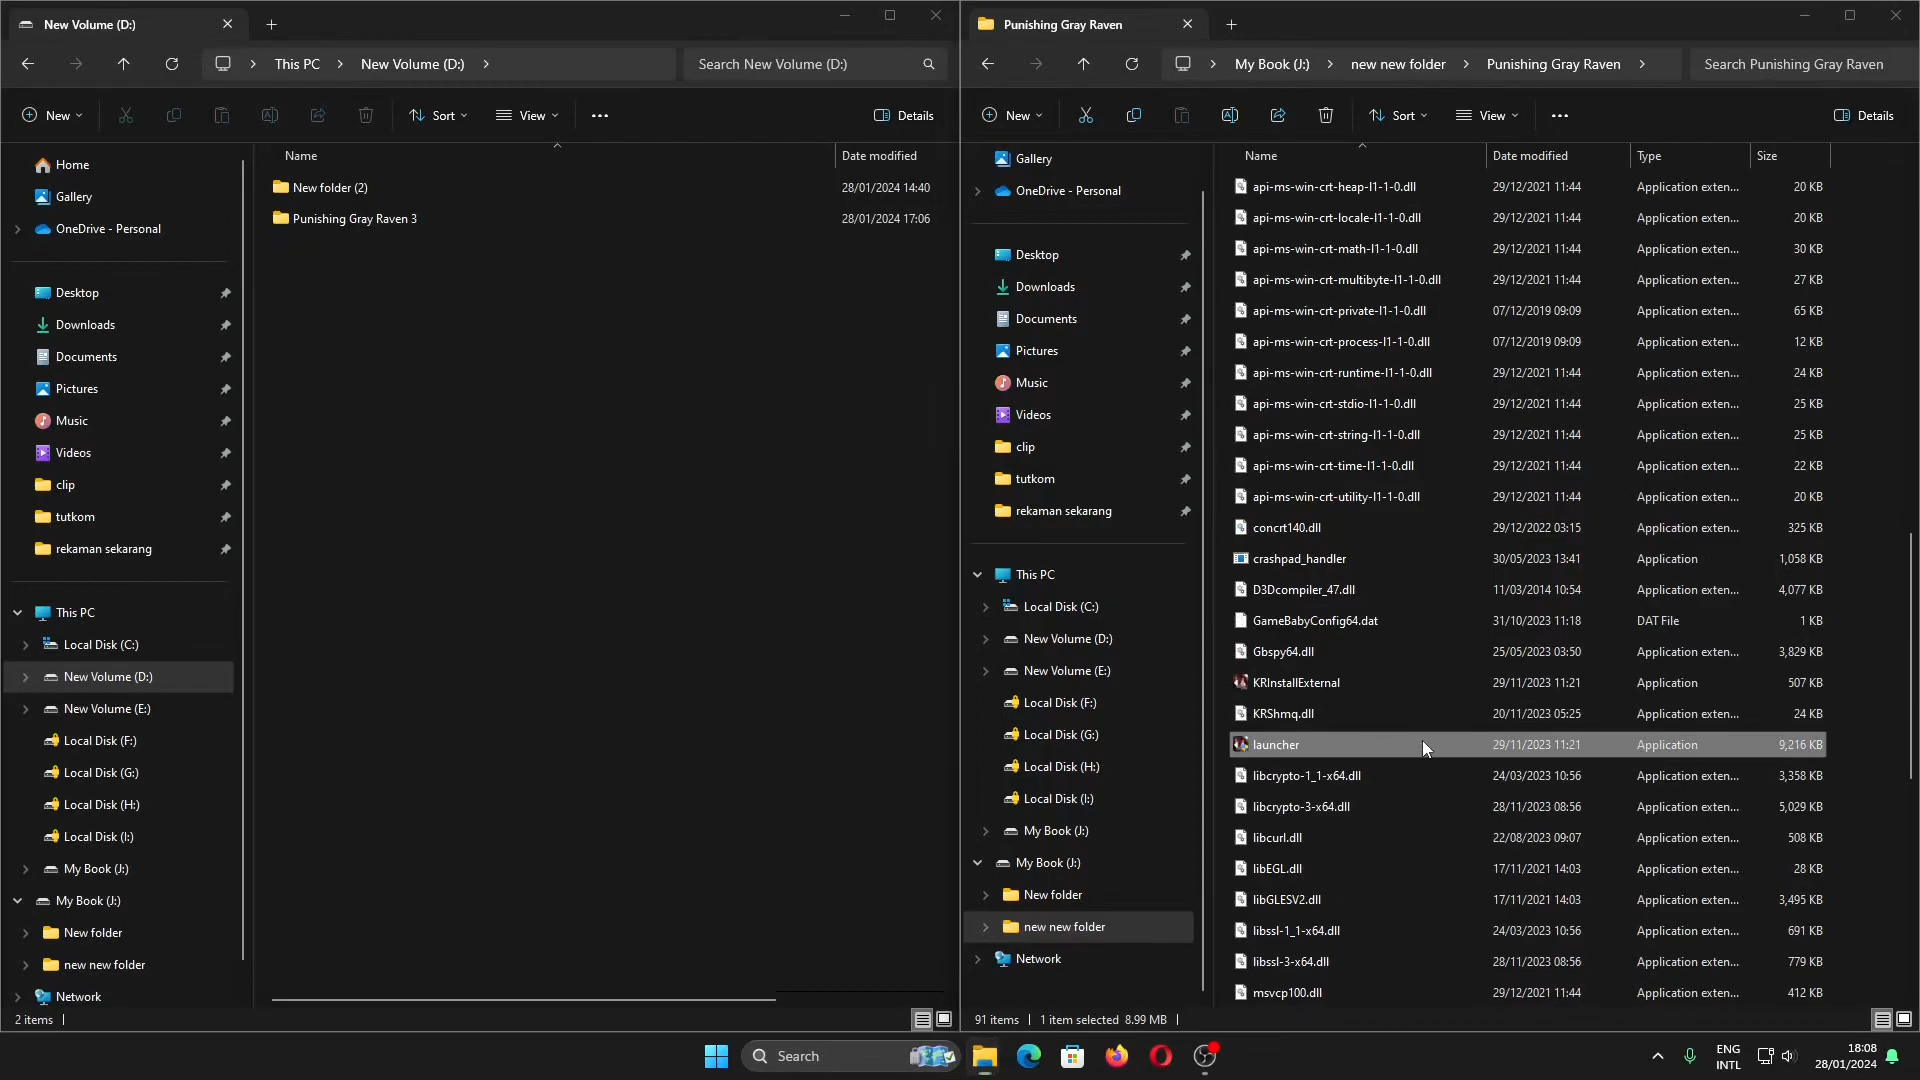 New Volume (D:)
This PC
New Volume (D:)
Search New Volume (D:)
New
Sort
View
Details
Name
Date modified
Home
Gallery
OneDrive - Personal
Desktop
Downloads
Documents
Pictures
Music
Videos
clip
tutkom
rekaman sekarang
This PC
Local Disk (C:)
New Volume (D:)
New Volume (E:)
Local Disk (F:)
Local Disk (G:)
Local Disk (H:)
Local Disk (I:)
My Book (J:)
My Book (J:)
New folder
new new folder
Network
New folder (2) 28/01/2024 14:40
Punishing Gray Raven 3 28/01/2024 17:06
2 items
Punishing Gray Raven
My Book (J:)
new new folder
Punishing Gray Raven
Search Punishing Gray Raven
New
Sort
View
Details
Name
Date modified
Type
Size
Gallery
OneDrive - Personal
Desktop
Downloads
Documents
Pictures
Music
Videos
clip
tutkom
rekaman sekarang
This PC
Local Disk (C:)
New Volume (D:)
New Volume (E:)
Local Disk (F:)
Local Disk (G:)
Local Disk (H:)
Local Disk (I:)
My Book (J:)
My Book (J:)
New folder
new new folder
Network
api-ms-win-crt-heap-l1-1-0.dll 29/12/2021 11:44 Application exten... 20 KB
api-ms-win-crt-locale-l1-1-0.dll 29/12/2021 11:44 Application exten... 20 KB
api-ms-win-crt-math-l1-1-0.dll 29/12/2021 11:44 Application exten... 30 KB
api-ms-win-crt-multibyte-l1-1-0.dll 29/12/2021 11:44 Application exten... 27 KB
api-ms-win-crt-private-l1-1-0.dll 07/12/2019 09:09 Application exten... 65 KB
api-ms-win-crt-process-l1-1-0.dll 07/12/2019 09:09 Application exten... 12 KB
api-ms-win-crt-runtime-l1-1-0.dll 29/12/2021 11:44 Application exten... 24 KB
api-ms-win-crt-stdio-l1-1-0.dll 29/12/2021 11:44 Application exten... 25 KB
api-ms-win-crt-string-l1-1-0.dll 29/12/2021 11:44 Application exten... 25 KB
api-ms-win-crt-time-l1-1-0.dll 29/12/2021 11:44 Application exten... 22 KB
api-ms-win-crt-utility-l1-1-0.dll 29/12/2021 11:44 Application exten... 20 KB
concrt140.dll 29/12/2022 03:15 Application exten... 325 KB
crashpad_handler 30/05/2023 13:41 Application 1,058 KB
D3Dcompiler_47.dll 11/03/2014 10:54 Application exten... 4,077 KB
GameBabyConfig64.dat 31/10/2023 11:18 DAT File 1 KB
Gbspy64.dll 25/05/2023 03:50 Application exten... 3,829 KB
KRInstallExternal 29/11/2023 11:21 Application 507 KB
KRShmq.dll 20/11/2023 05:25 Application exten... 24 KB
launcher 29/11/2023 11:21 Application 9,216 KB
libcrypto-1_1-x64.dll 24/03/2023 10:56 Application exten... 3,358 KB
libcrypto-3-x64.dll 28/11/2023 08:56 Application exten... 5,029 KB
libcurl.dll 22/08/2023 09:07 Application exten... 508 KB
libEGL.dll 17/11/2021 14:03 Application exten... 28 KB
libGLESV2.dll 17/11/2021 14:03 Application exten... 3,495 KB
libssl-1_1-x64.dll 24/03/2023 10:56 Application exten... 691 KB
libssl-3-x64.dll 28/11/2023 08:56 Application exten... 779 KB
msvcp100.dll 29/12/2021 11:44 Application exten... 412 KB
91 items 1 item selected 8.99 MB
Search
ENG
INTL
18:08
28/01/2024